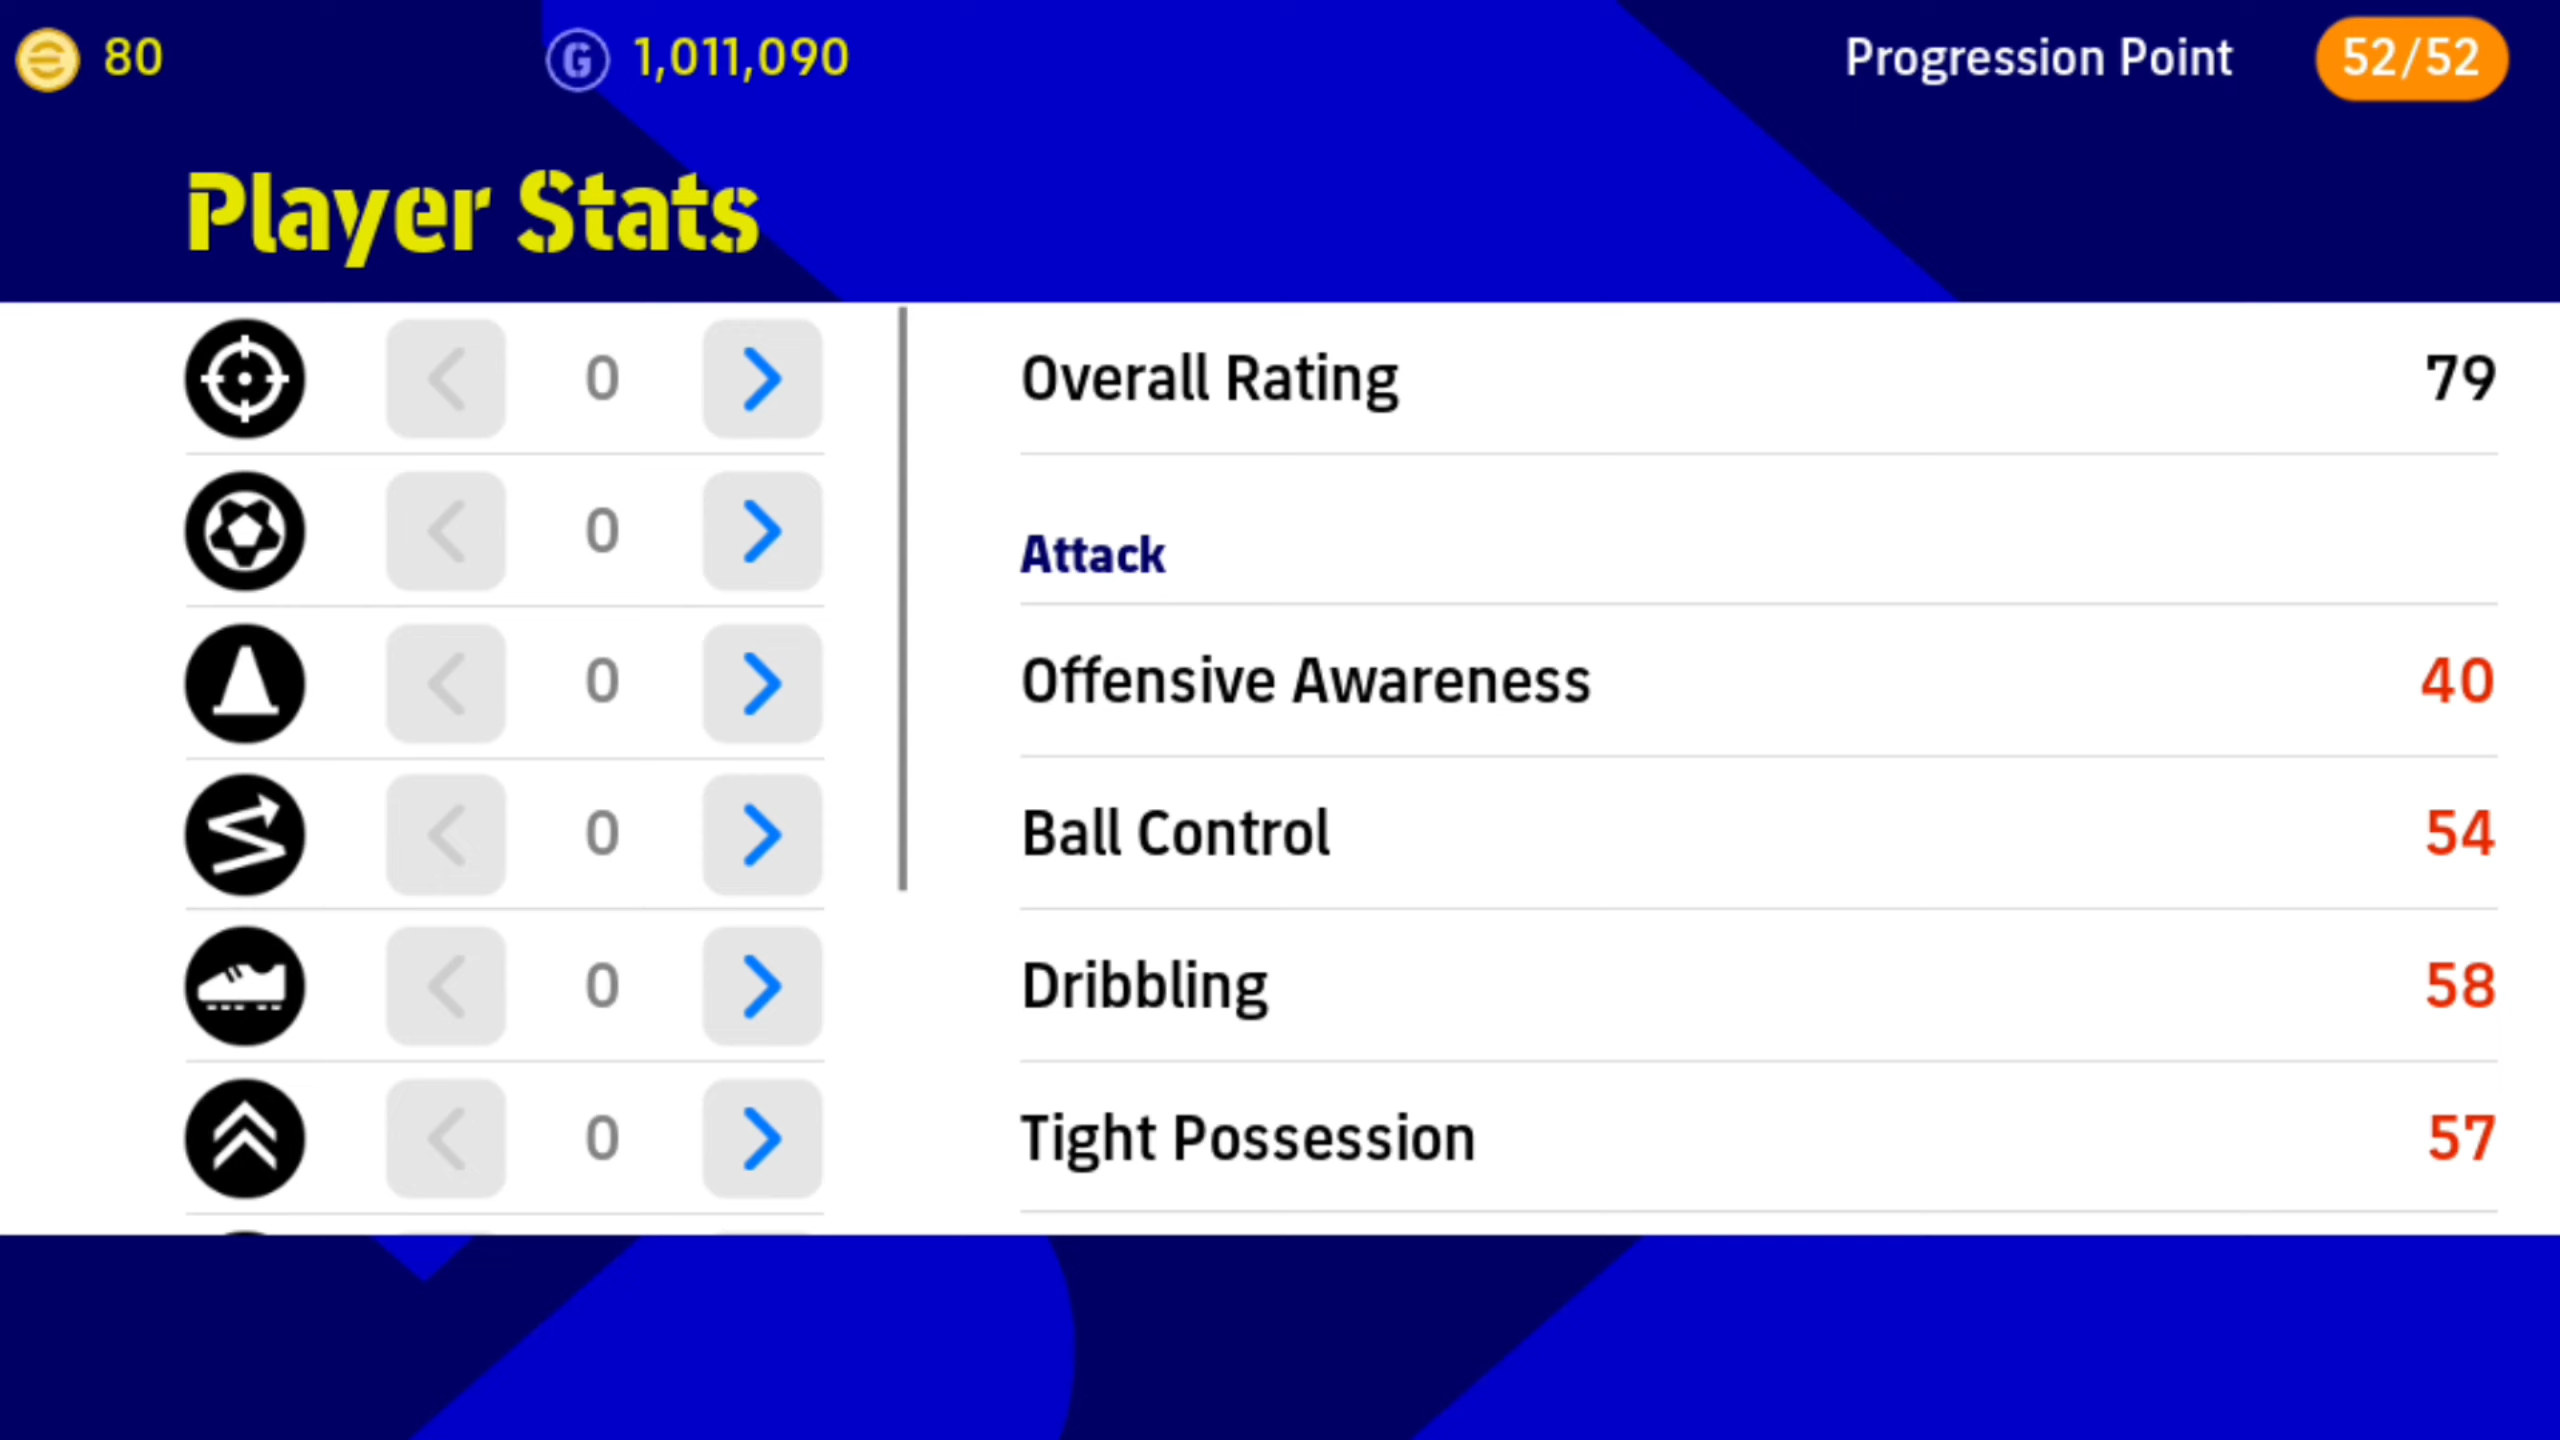 80
G 1,011,090
Progression Point 52/52
Player Stats
0
0
0
0
0
0
Overall Rating 79
Attack
Offensive Awareness 40
Ball Control 54
Dribbling 58
Tight Possession 57